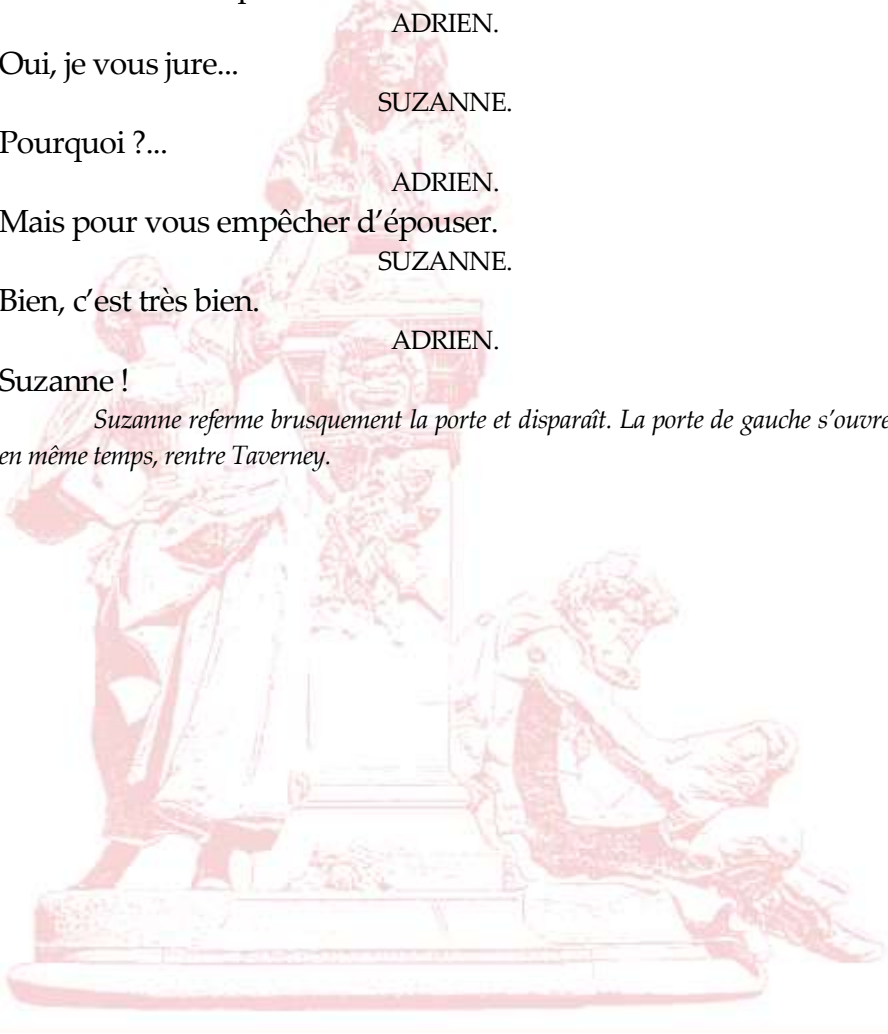 ADRIEN.
Oui, je vous jure...
SUZANNE.
Pourquoi ?...
ADRIEN.
Mais pour vous empêcher d’épouser.
SUZANNE.
Bien, c’est très bien.
ADRIEN.
Suzanne !
Suzanne referme brusquement la porte et disparaît. La porte de gauche s’ouvre
en même temps, rentre Taverney.